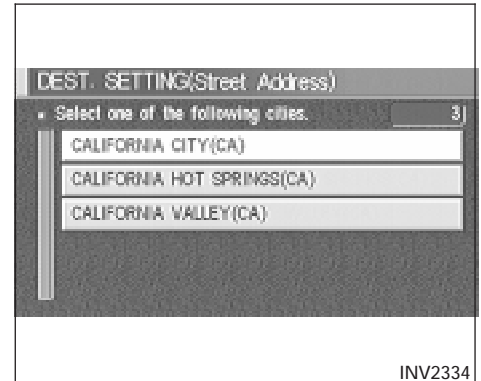 DEST. SETTING(Street Address)
Select one of the following cities.
3
CALIFORNIA CITY(CA)
CALIFORNIA HOT SPRINGS(CA)
CALIFORNIA VALLEY(CA)
INV2334